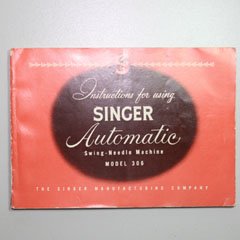 Instructions for using
SINGER
Automatic
Swing-Needle Machine
MODEL 306
THE SINGER MANUFACTURING COMPANY